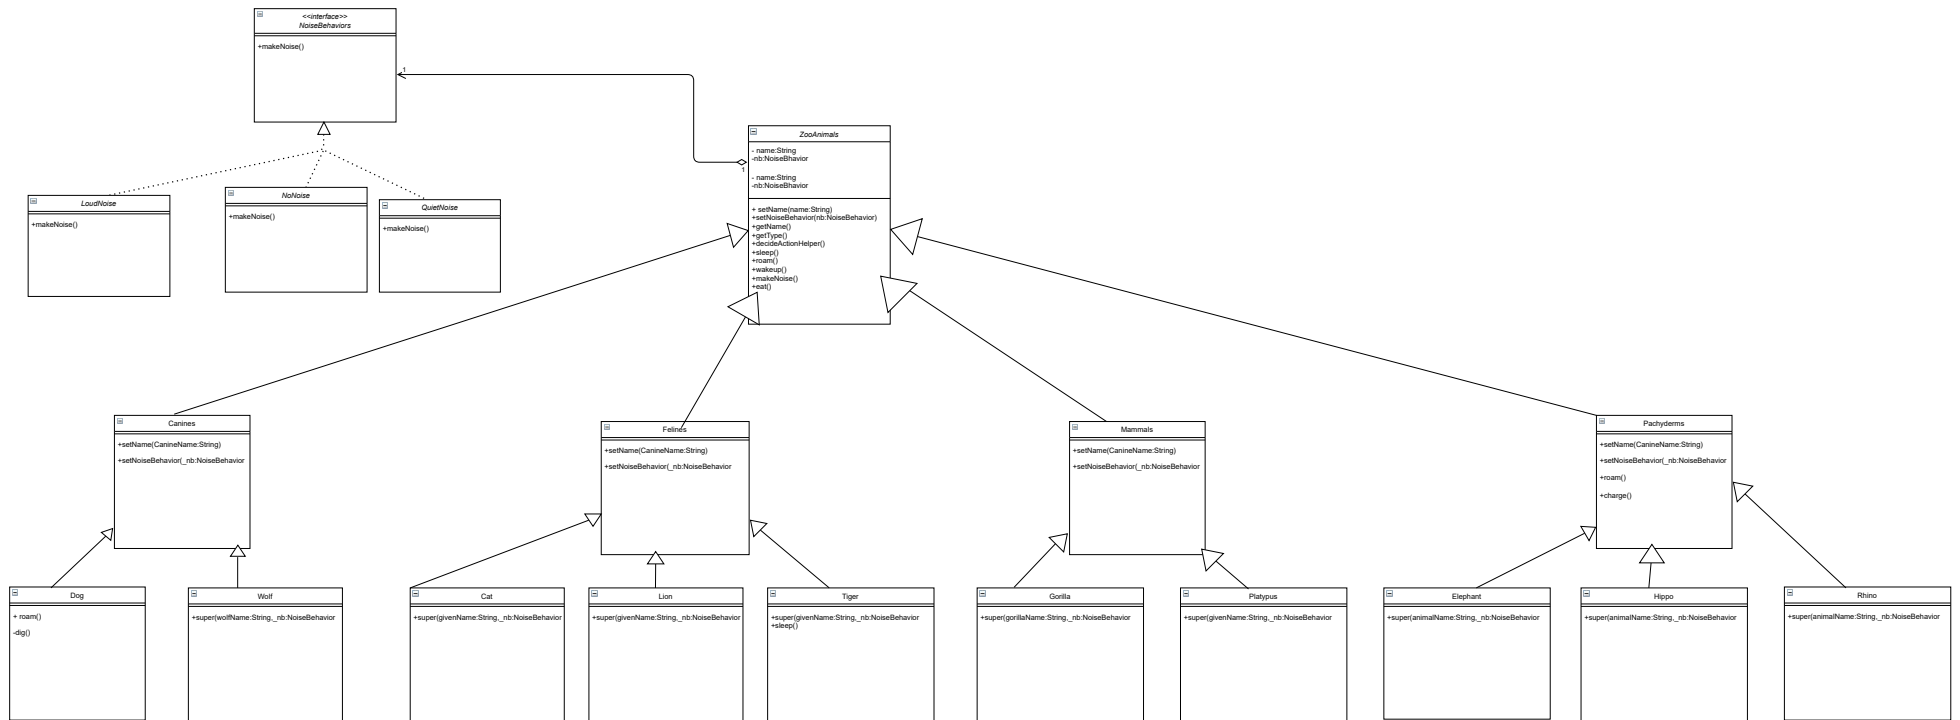 <<interface>>
NoiseBehaviors
+makeNoise()
1
LoudNoise
+makeNoise()
NoNoise
+makeNoise()
QuietNoise
+makeNoise()
ZooAnimals
- name:String
-nb:NoiseBhavior
- name:String
-nb:NoiseBhavior
1
+ setName(name:String)
+setNoiseBehavior(nb:NoiseBehavior)
+getName()
+getType()
+decideActionHelper()
+sleep()
+roam()
+wakeup()
+makeNoise()
+eat()
Canines
+setName(CanineName:String)
+setNoiseBehavior(_nb:NoiseBehavior
Felines
+setName(CanineName:String)
+setNoiseBehavior(_nb:NoiseBehavior
Mammals
+setName(CanineName:String)
+setNoiseBehavior(_nb:NoiseBehavior
Pachyderms
+setName(CanineName:String)
+setNoiseBehavior(_nb:NoiseBehavior
+roam()
+charge()
Dog
+ roam()
-dig()
Wolf
+super(wolfName:String,_nb:NoiseBehavior
Cat
+super(givenName:String,_nb:NoiseBehavior
Lion
+super(givenName:String,_nb:NoiseBehavior
Tiger
+super(givenName:String,_nb:NoiseBehavior
+sleep()
Gorilla
+super(gorillaName:String,_nb:NoiseBehavior
Platypus
+super(givenName:String,_nb:NoiseBehavior
Elephant
+super(animalName:String,_nb:NoiseBehavior
Hippo
+super(animalName:String,_nb:NoiseBehavior
Rhino
+super(animalName:String,_nb:NoiseBehavior